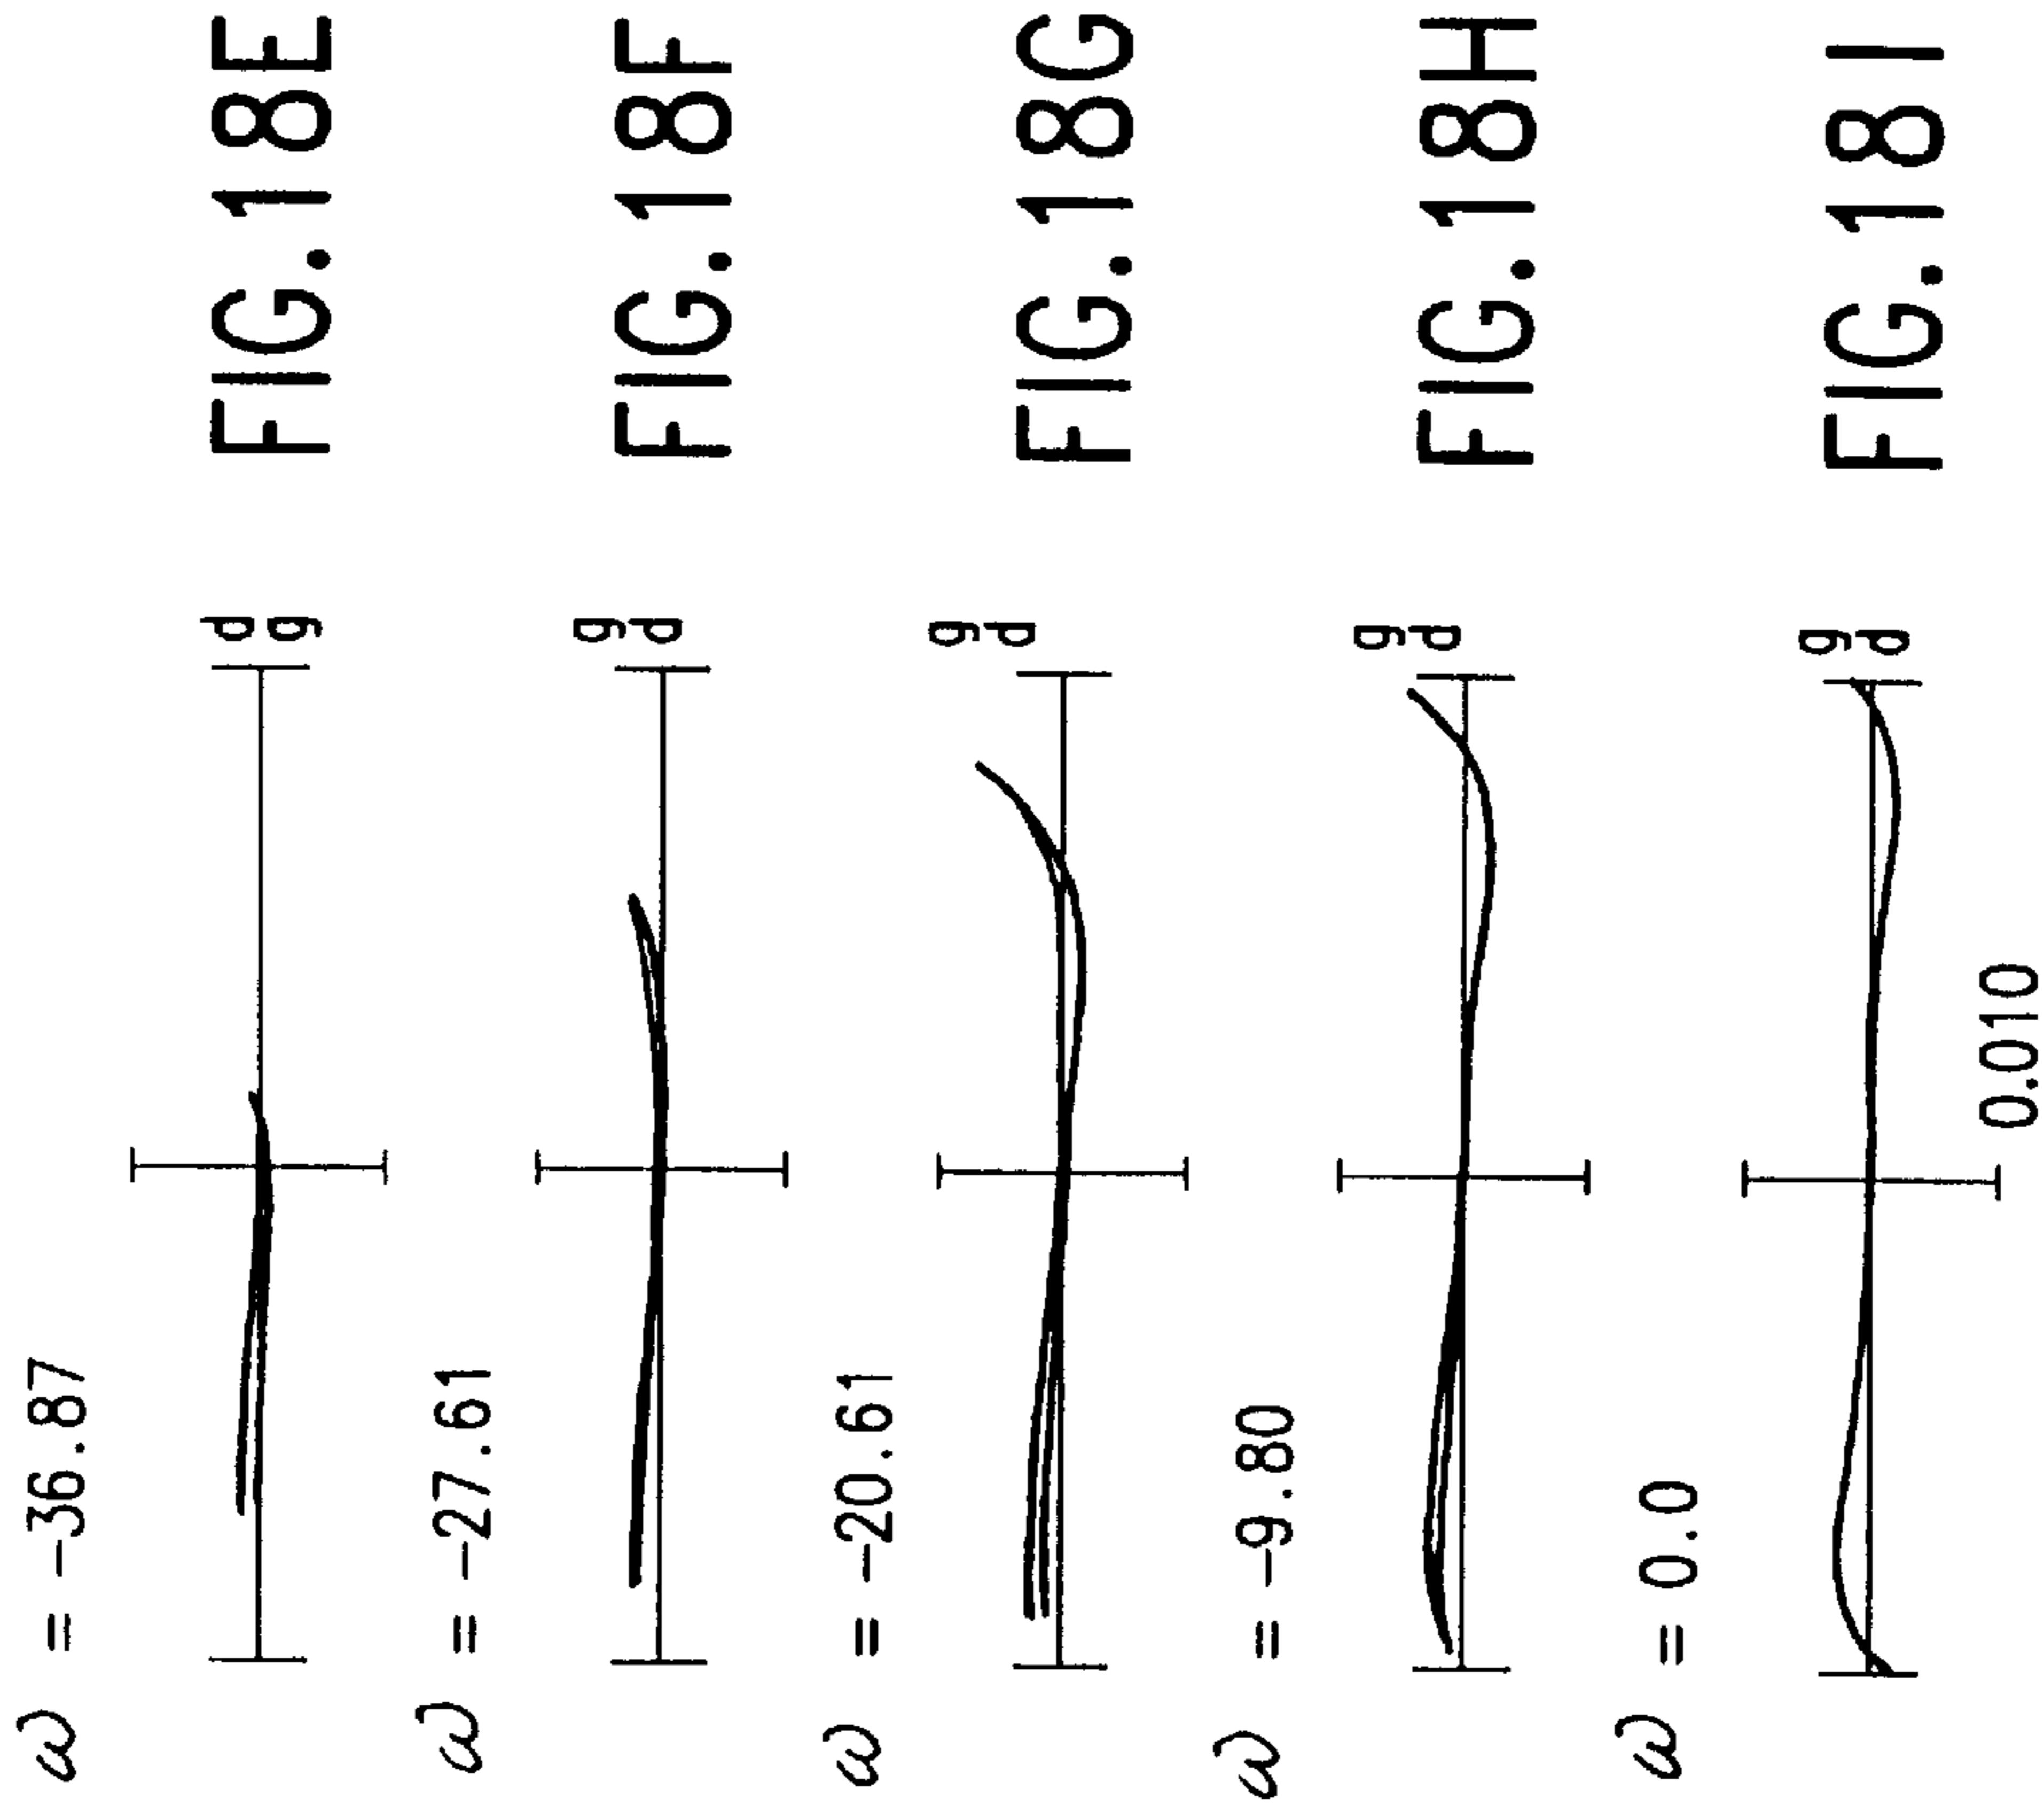 ω = -36.87
d
g
FIG.18E
ω = -27.61
g
d
FIG.18F
ω = -20.61
g
d
FIG.18G
ω = -9.80
g
d
FIG.18H
ω = 0.0
g
d
FIG.18I
0.010